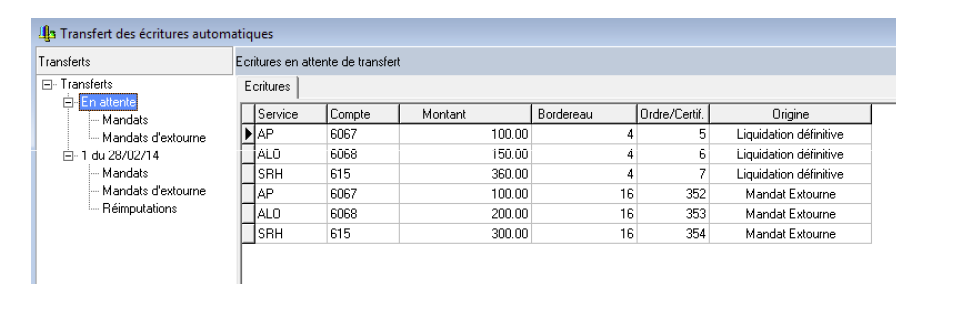 Transfert des écritures automatiques
Transferts
Ecritures en attente de transfert
Transferts
En attente
Mandats
Mandats d'extourne
1 du 28/02/14
Mandats
Mandats d'extourne
Réimputations
Ecritures
Service Compte Montant Bordereau Ordre/Certif. Origine
AP 6067 100.00 4 5 Liquidation définitive
ALO 6068 150.00 4 6 Liquidation définitive
SRH 615 360.00 4 7 Liquidation définitive
AP 6067 100.00 16 352 Mandat Extourne
ALO 6068 200.00 16 353 Mandat Extourne
SRH 615 300.00 16 354 Mandat Extourne